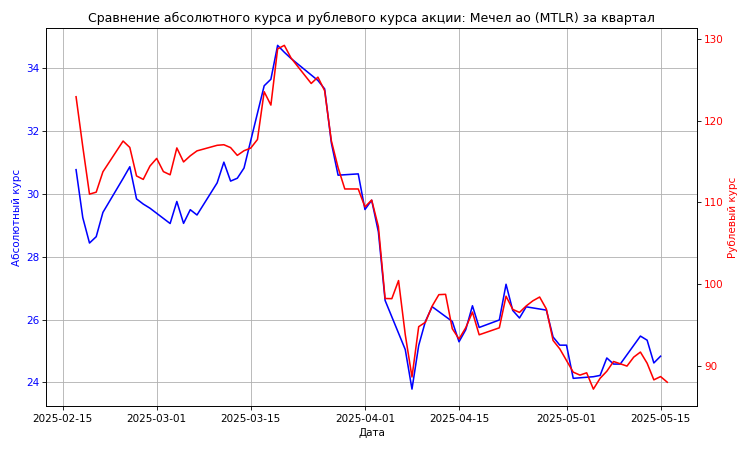 Сравнение абсолютного курса и рублевого курса акции: Мечел ао (MTLR) за квартал
Абсолютный курс
34
32
30
28
26
24
130
120
110
100
90
Рублевый курс
2025-02-15 2025-03-01 2025-03-15 2025-04-01 2025-04-15 2025-05-01 2025-05-15
Дата